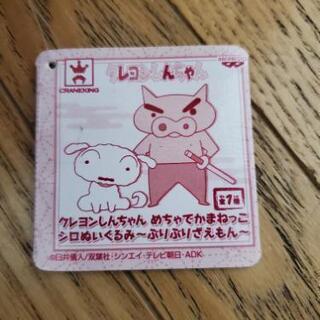 CRANEKING
クレヨンしんちゃん
全1種
クレヨンしんちゃん めちゃでかまねっこ
シロぬいぐるみ～ぶりぶりざえもん～
©臼井儀人/双葉社・シンエイ・テレビ朝日・ADK